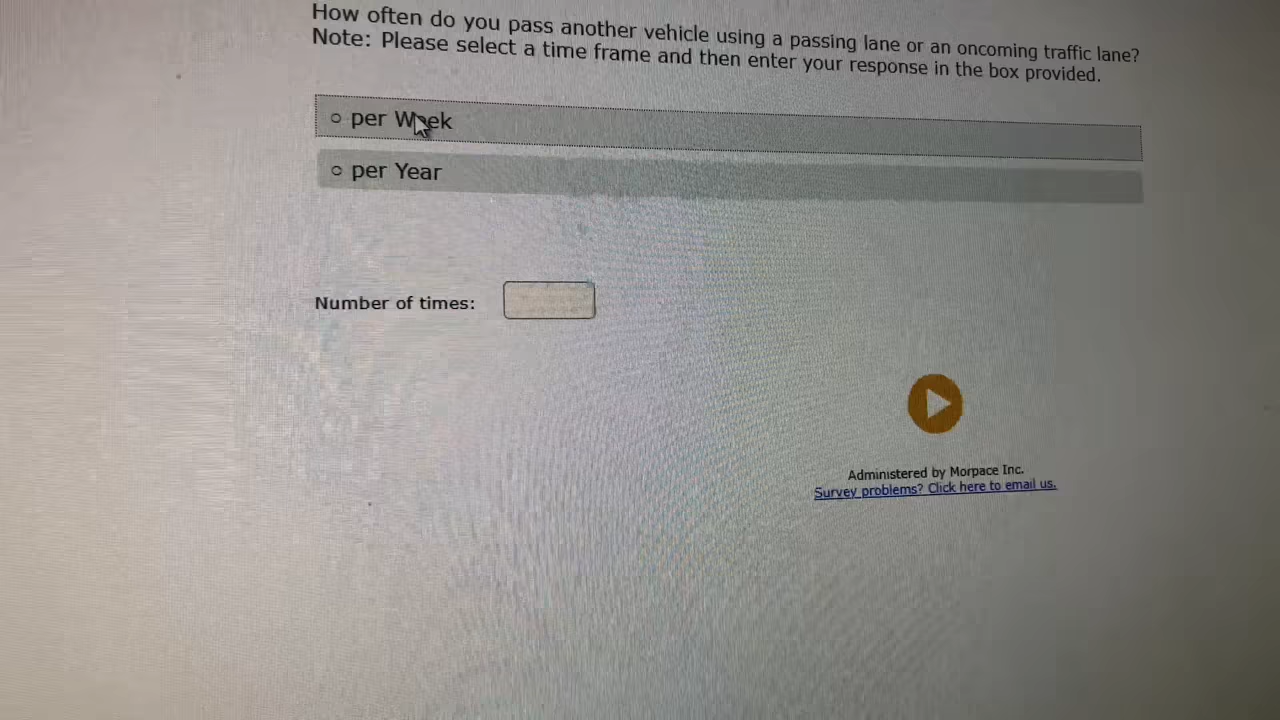 How often do you pass another vehicle using a passing lane or an oncoming traffic lane?
Note: Please select a time frame and then enter your response in the box provided.
per Week
per Year
Number of times:
Administered by Morpace Inc.
Survey problems? Click here to email us.